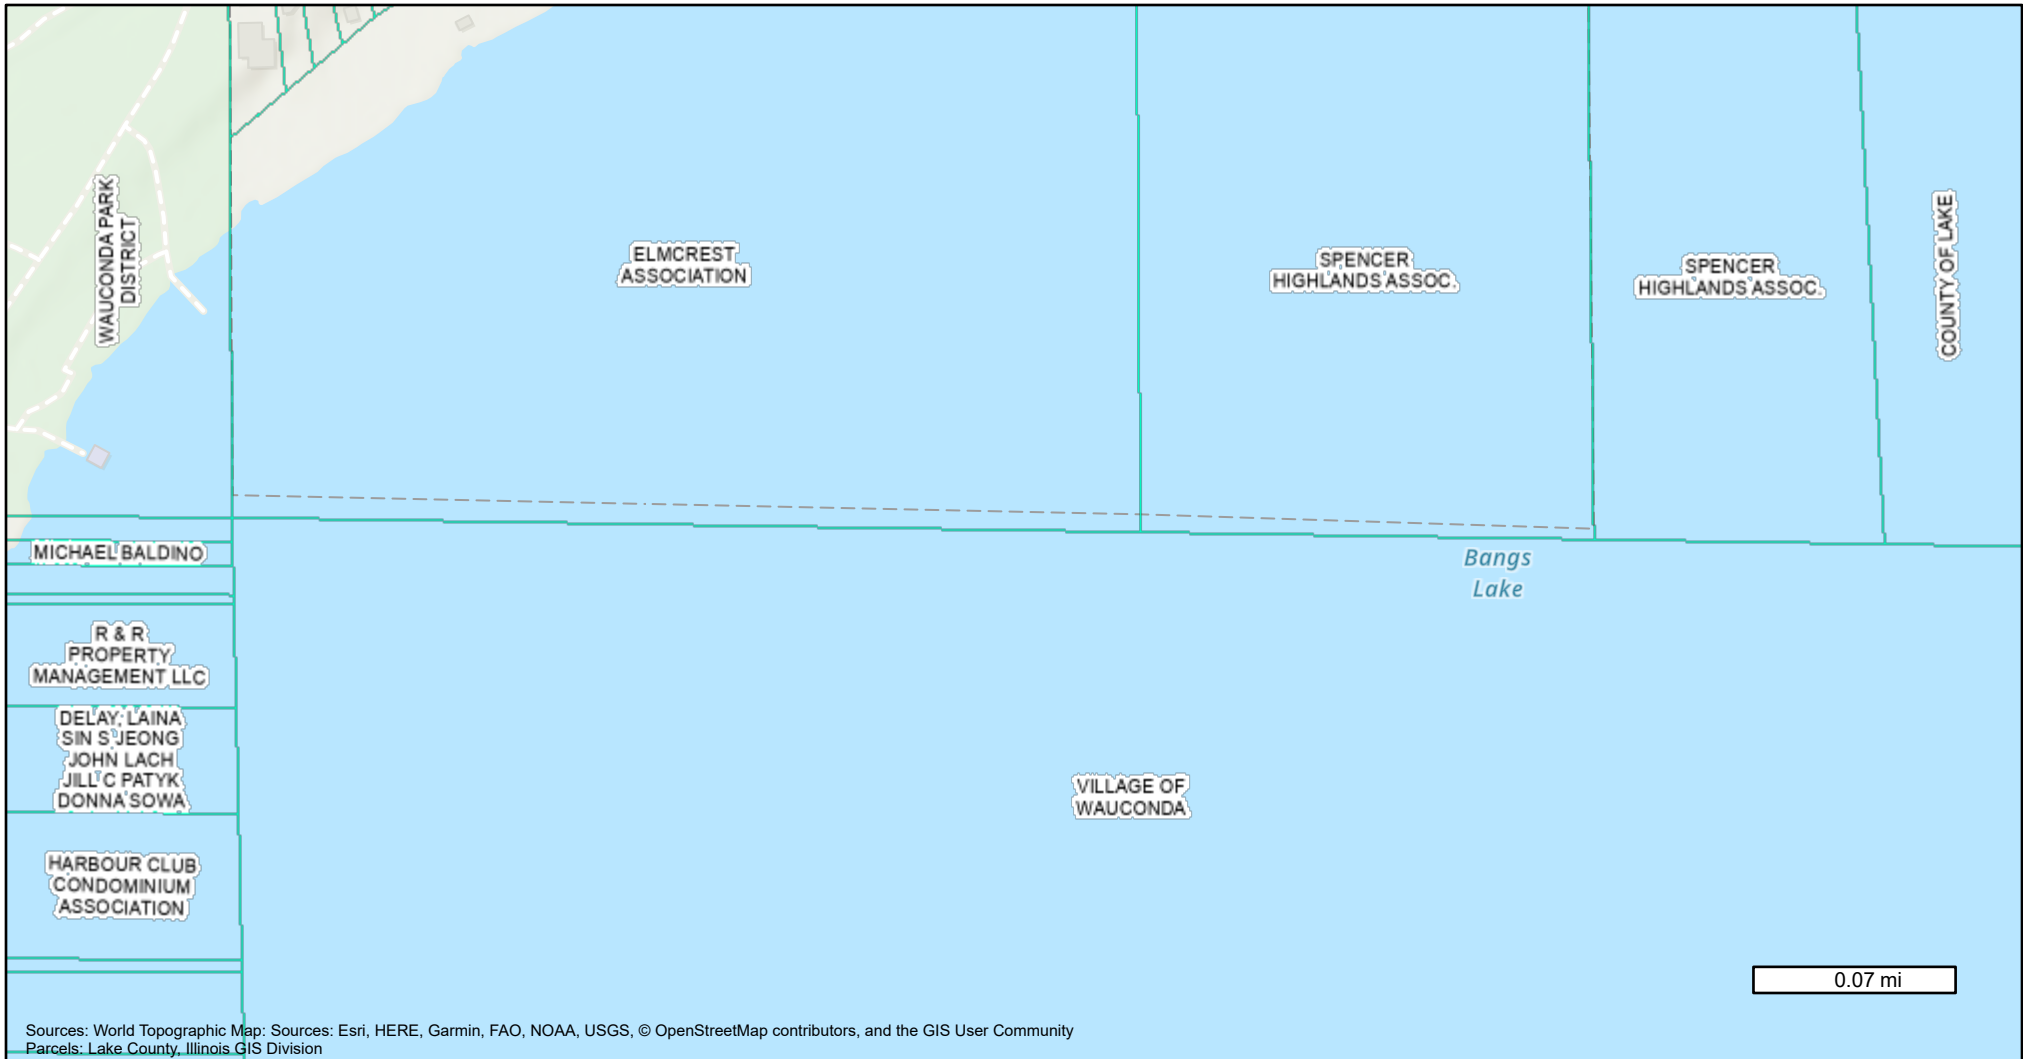 WAUCONDA PARK
DISTRICT
ELMCREST
ASSOCIATION
SPENCER
HIGHLANDS ASSOC.
SPENCER
HIGHLANDS ASSOC.
COUNTY OF LAKE
Bangs
Lake
MICHAEL BALDINO
R & R
PROPERTY
MANAGEMENT LLC
DELAY, LAINA
SIN S JEONG
JOHN LACH
JILL C PATYK
DONNA SOWA
VILLAGE OF
WAUCONDA
HARBOUR CLUB
CONDOMINIUM
ASSOCIATION
0.07 mi
Sources: World Topographic Map: Sources: Esri, HERE, Garmin, FAO, NOAA, USGS, © OpenStreetMap contributors, and the GIS User Community
Parcels: Lake County, Illinois GIS Division